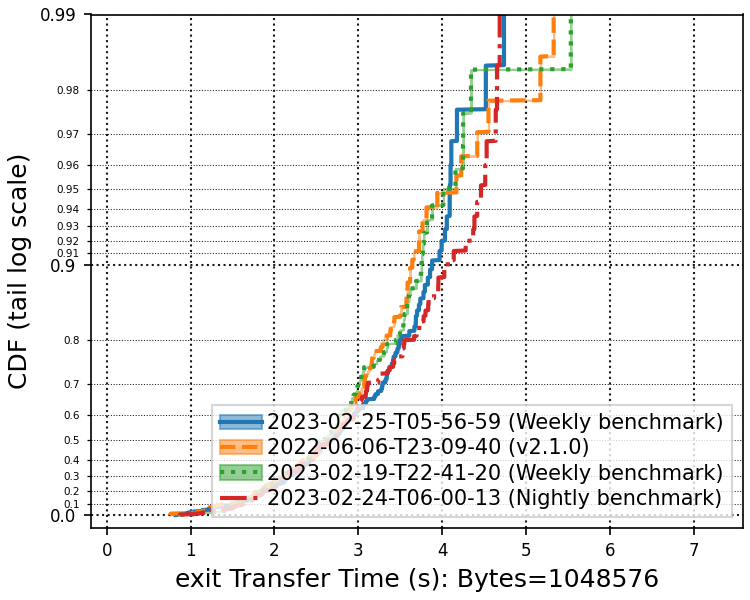 CDF (tail log scale)
0.99
0.98
0.97
0.96
0.95
0.94
0.93
0.92
0.91
0.9
0.8
0.7
0.6
0.5
0.4
0.3
0.2
0.1
0.0
2023-02-25-T05-56-59 (Weekly benchmark)
2022-06-06-T23-09-40 (v2.1.0)
2023-02-19-T22-41-20 (Weekly benchmark)
2023-02-24-T06-00-13 (Nightly benchmark)
0 1 2 3 4 5 6 7
exit Transfer Time (s): Bytes=1048576